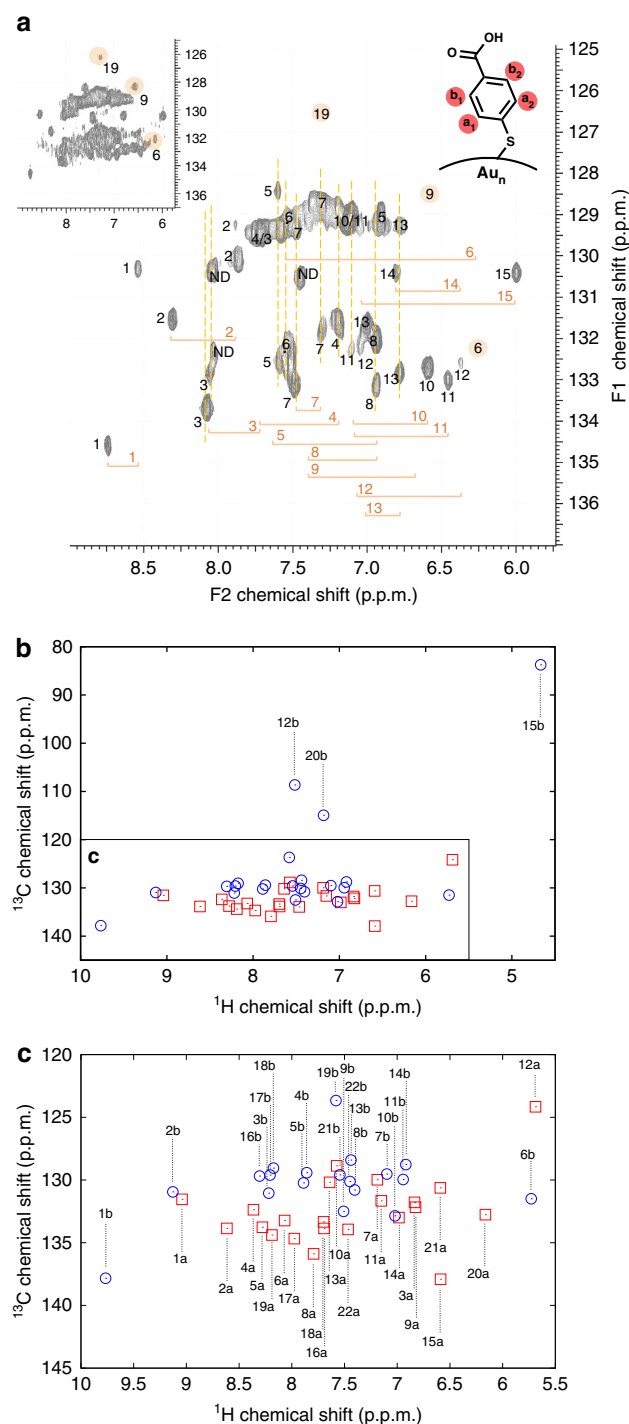 a
8 7 6
126
128
130
132
134
136
19
9
6
O
OH
b1 b2
a1 a2
S
Aun
125
126
127
128
129
130
131
132
133
134
135
136
F1 chemical shift (p.p.m.)
19
9
5
2 4/3 6 7 7 10/11 5 13
2
6
1 ND ND 14 15
14
15
2
2
ND
6 7 4 13 8
6
3 5 11 12 13 10 12
11
7 8
3
7
4 10
3 11
1
5
1
8
9
12
13
8.5 8.0 7.5 7.0 6.5 6.0
F2 chemical shift (p.p.m.)
b
80
90
100
110
120
130
140
13C chemical shift (p.p.m.)
12b
20b
15b
c
10 9 8 7 6 5
1H chemical shift (p.p.m.)
c
120
125
130
135
140
145
13C chemical shift (p.p.m.)
18b
17b
3b
16b
2b
1b
4b
5b
19b
9b
22b
13b
21b
8b
14b
11b
10b
7b
12a
6b
1a
2a
4a
5a
19a
6a
17a
8a
18a
16a
13a
10a
22a
7a
11a
14a
3a
9a
21a
15a
20a
10 9.5 9 8.5 8 7.5 7 6.5 6 5.5
1H chemical shift (p.p.m.)